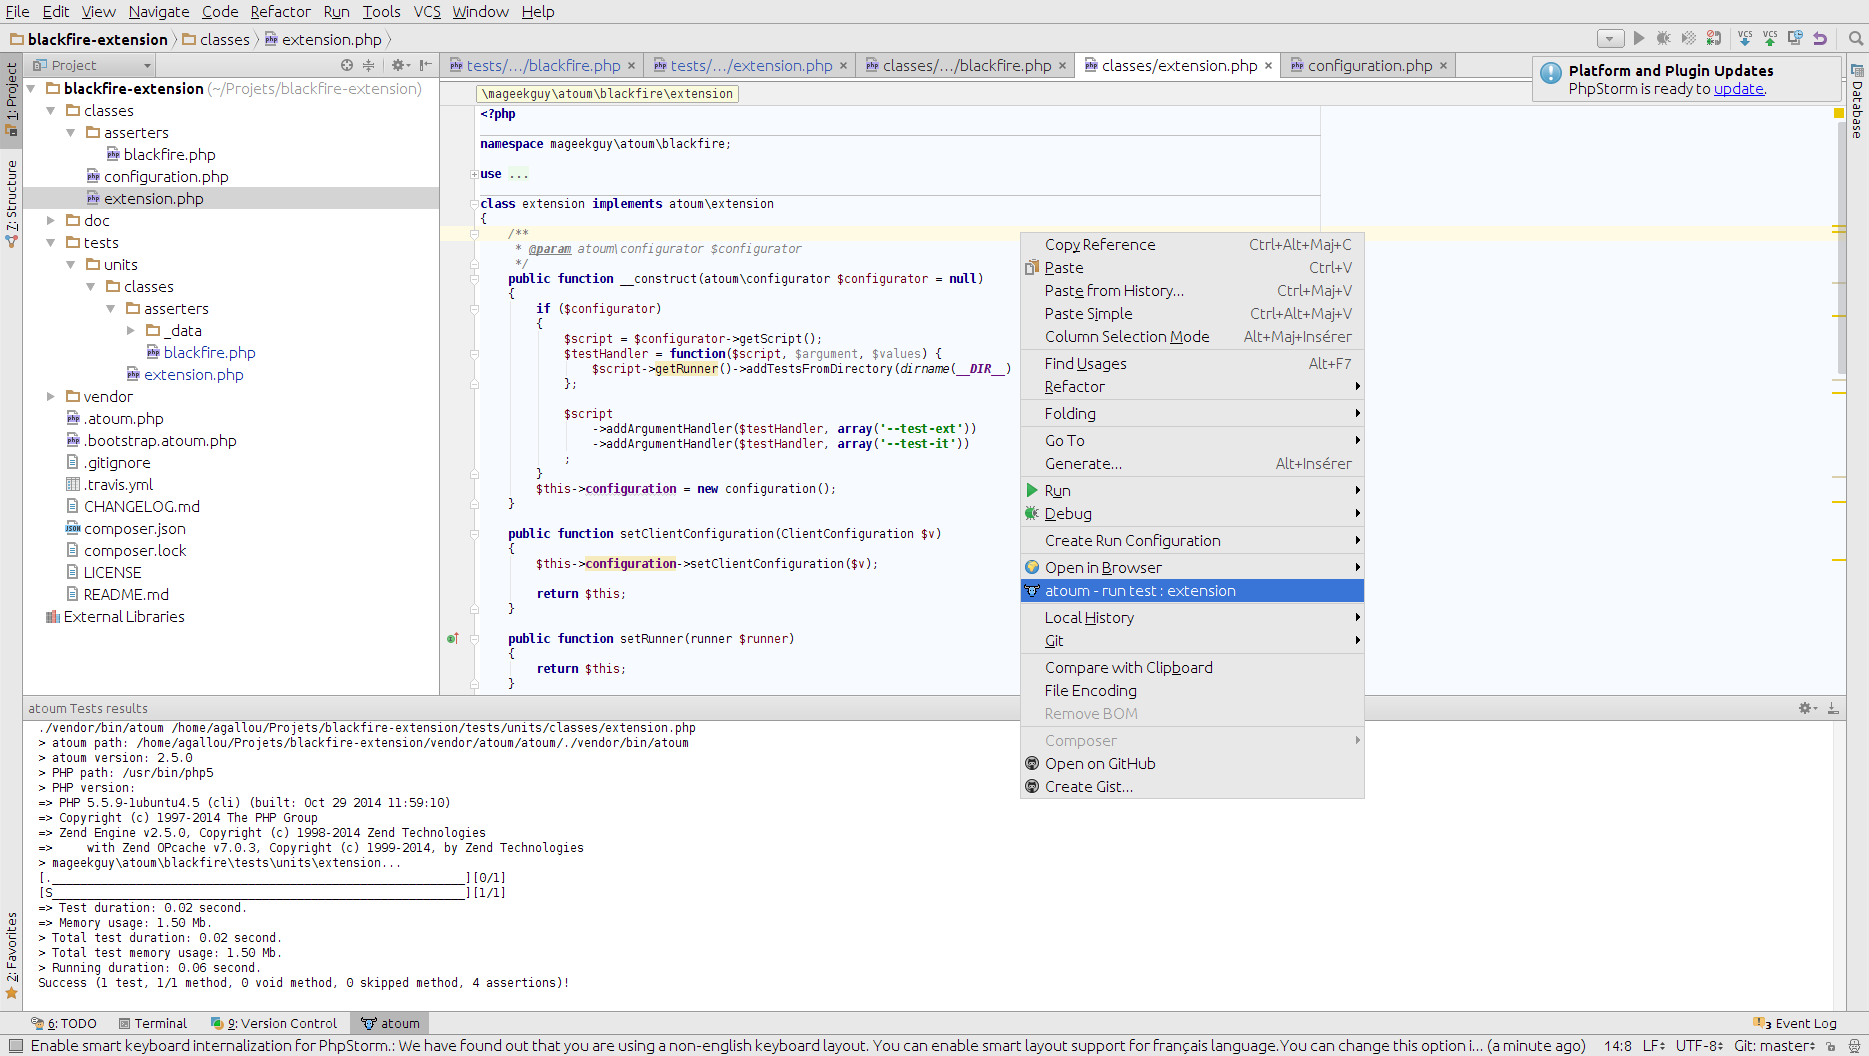 File Edit View Navigate Code Refactor Run Tools VCS Window Help
blackfire-extension classes extension.php
Project
tests/.../blackfire.php
tests/.../extension.php
classes/.../blackfire.php
classes/extension.php
configuration.php
Platform and Plugin Updates
PhpStorm is ready to update.
1: Project
7: Structure
2: Favorites
Database
blackfire-extension (~/Projets/blackfire-extension)
classes
asserters
blackfire.php
configuration.php
extension.php
doc
tests
units
classes
asserters
_data
blackfire.php
extension.php
vendor
.atoum.php
.bootstrap.atoum.php
.gitignore
.travis.yml
CHANGELOG.md
composer.json
composer.lock
LICENSE
README.md
External Libraries
\mageekguy\atoum\blackfire\extension
<?php
namespace mageekguy\atoum\blackfire;
use ...
class extension implements atoum\extension
{
/**
* @param atoum\configurator $configurator
*/
public function __construct(atoum\configurator $configurator = null)
{
if ($configurator)
{
$script = $configurator->getScript();
$testHandler = function($script, $argument, $values) {
$script->getRunner()->addTestsFromDirectory(dirname(__DIR__)
};
$script
->addArgumentHandler($testHandler, array('--test-ext'))
->addArgumentHandler($testHandler, array('--test-it'))
;
}
$this->configuration = new configuration();
}
public function setClientConfiguration(ClientConfiguration $v)
{
$this->configuration->setClientConfiguration($v);
return $this;
}
public function setRunner(runner $runner)
{
return $this;
}
Copy Reference Ctrl+Alt+Maj+C
Paste Ctrl+V
Paste from History... Ctrl+Maj+V
Paste Simple Ctrl+Alt+Maj+V
Column Selection Mode Alt+Maj+Insérer
Find Usages Alt+F7
Refactor
Folding
Go To
Generate... Alt+Insérer
Run
Debug
Create Run Configuration
Open in Browser
atoum - run test : extension
Local History
Git
Compare with Clipboard
File Encoding
Remove BOM
Composer
Open on GitHub
Create Gist...
atoum Tests results
./vendor/bin/atoum /home/agallou/Projets/blackfire-extension/tests/units/classes/extension.php
> atoum path: /home/agallou/Projets/blackfire-extension/vendor/atoum/atoum/./vendor/bin/atoum
> atoum version: 2.5.0
> PHP path: /usr/bin/php5
> PHP version:
=> PHP 5.5.9-1ubuntu4.5 (cli) (built: Oct 29 2014 11:59:10)
=> Copyright (c) 1997-2014 The PHP Group
=> Zend Engine v2.5.0, Copyright (c) 1998-2014 Zend Technologies
=>     with Zend OPcache v7.0.3, Copyright (c) 1999-2014, by Zend Technologies
> mageekguy\atoum\blackfire\tests\units\extension...
[.___________________________________________________________][0/1]
[S___________________________________________________________][1/1]
=> Test duration: 0.02 second.
=> Memory usage: 1.50 Mb.
> Total test duration: 0.02 second.
> Total test memory usage: 1.50 Mb.
> Running duration: 0.06 second.
Success (1 test, 1/1 method, 0 void method, 0 skipped method, 4 assertions)!
6: TODO Terminal 9: Version Control atoum 3 Event Log
Enable smart keyboard internalization for PhpStorm.: We have found out that you are using a non-english keyboard layout. You can enable smart layout support for français language.You can change this option i... (a minute ago) 14:8 LF UTF-8 Git: master